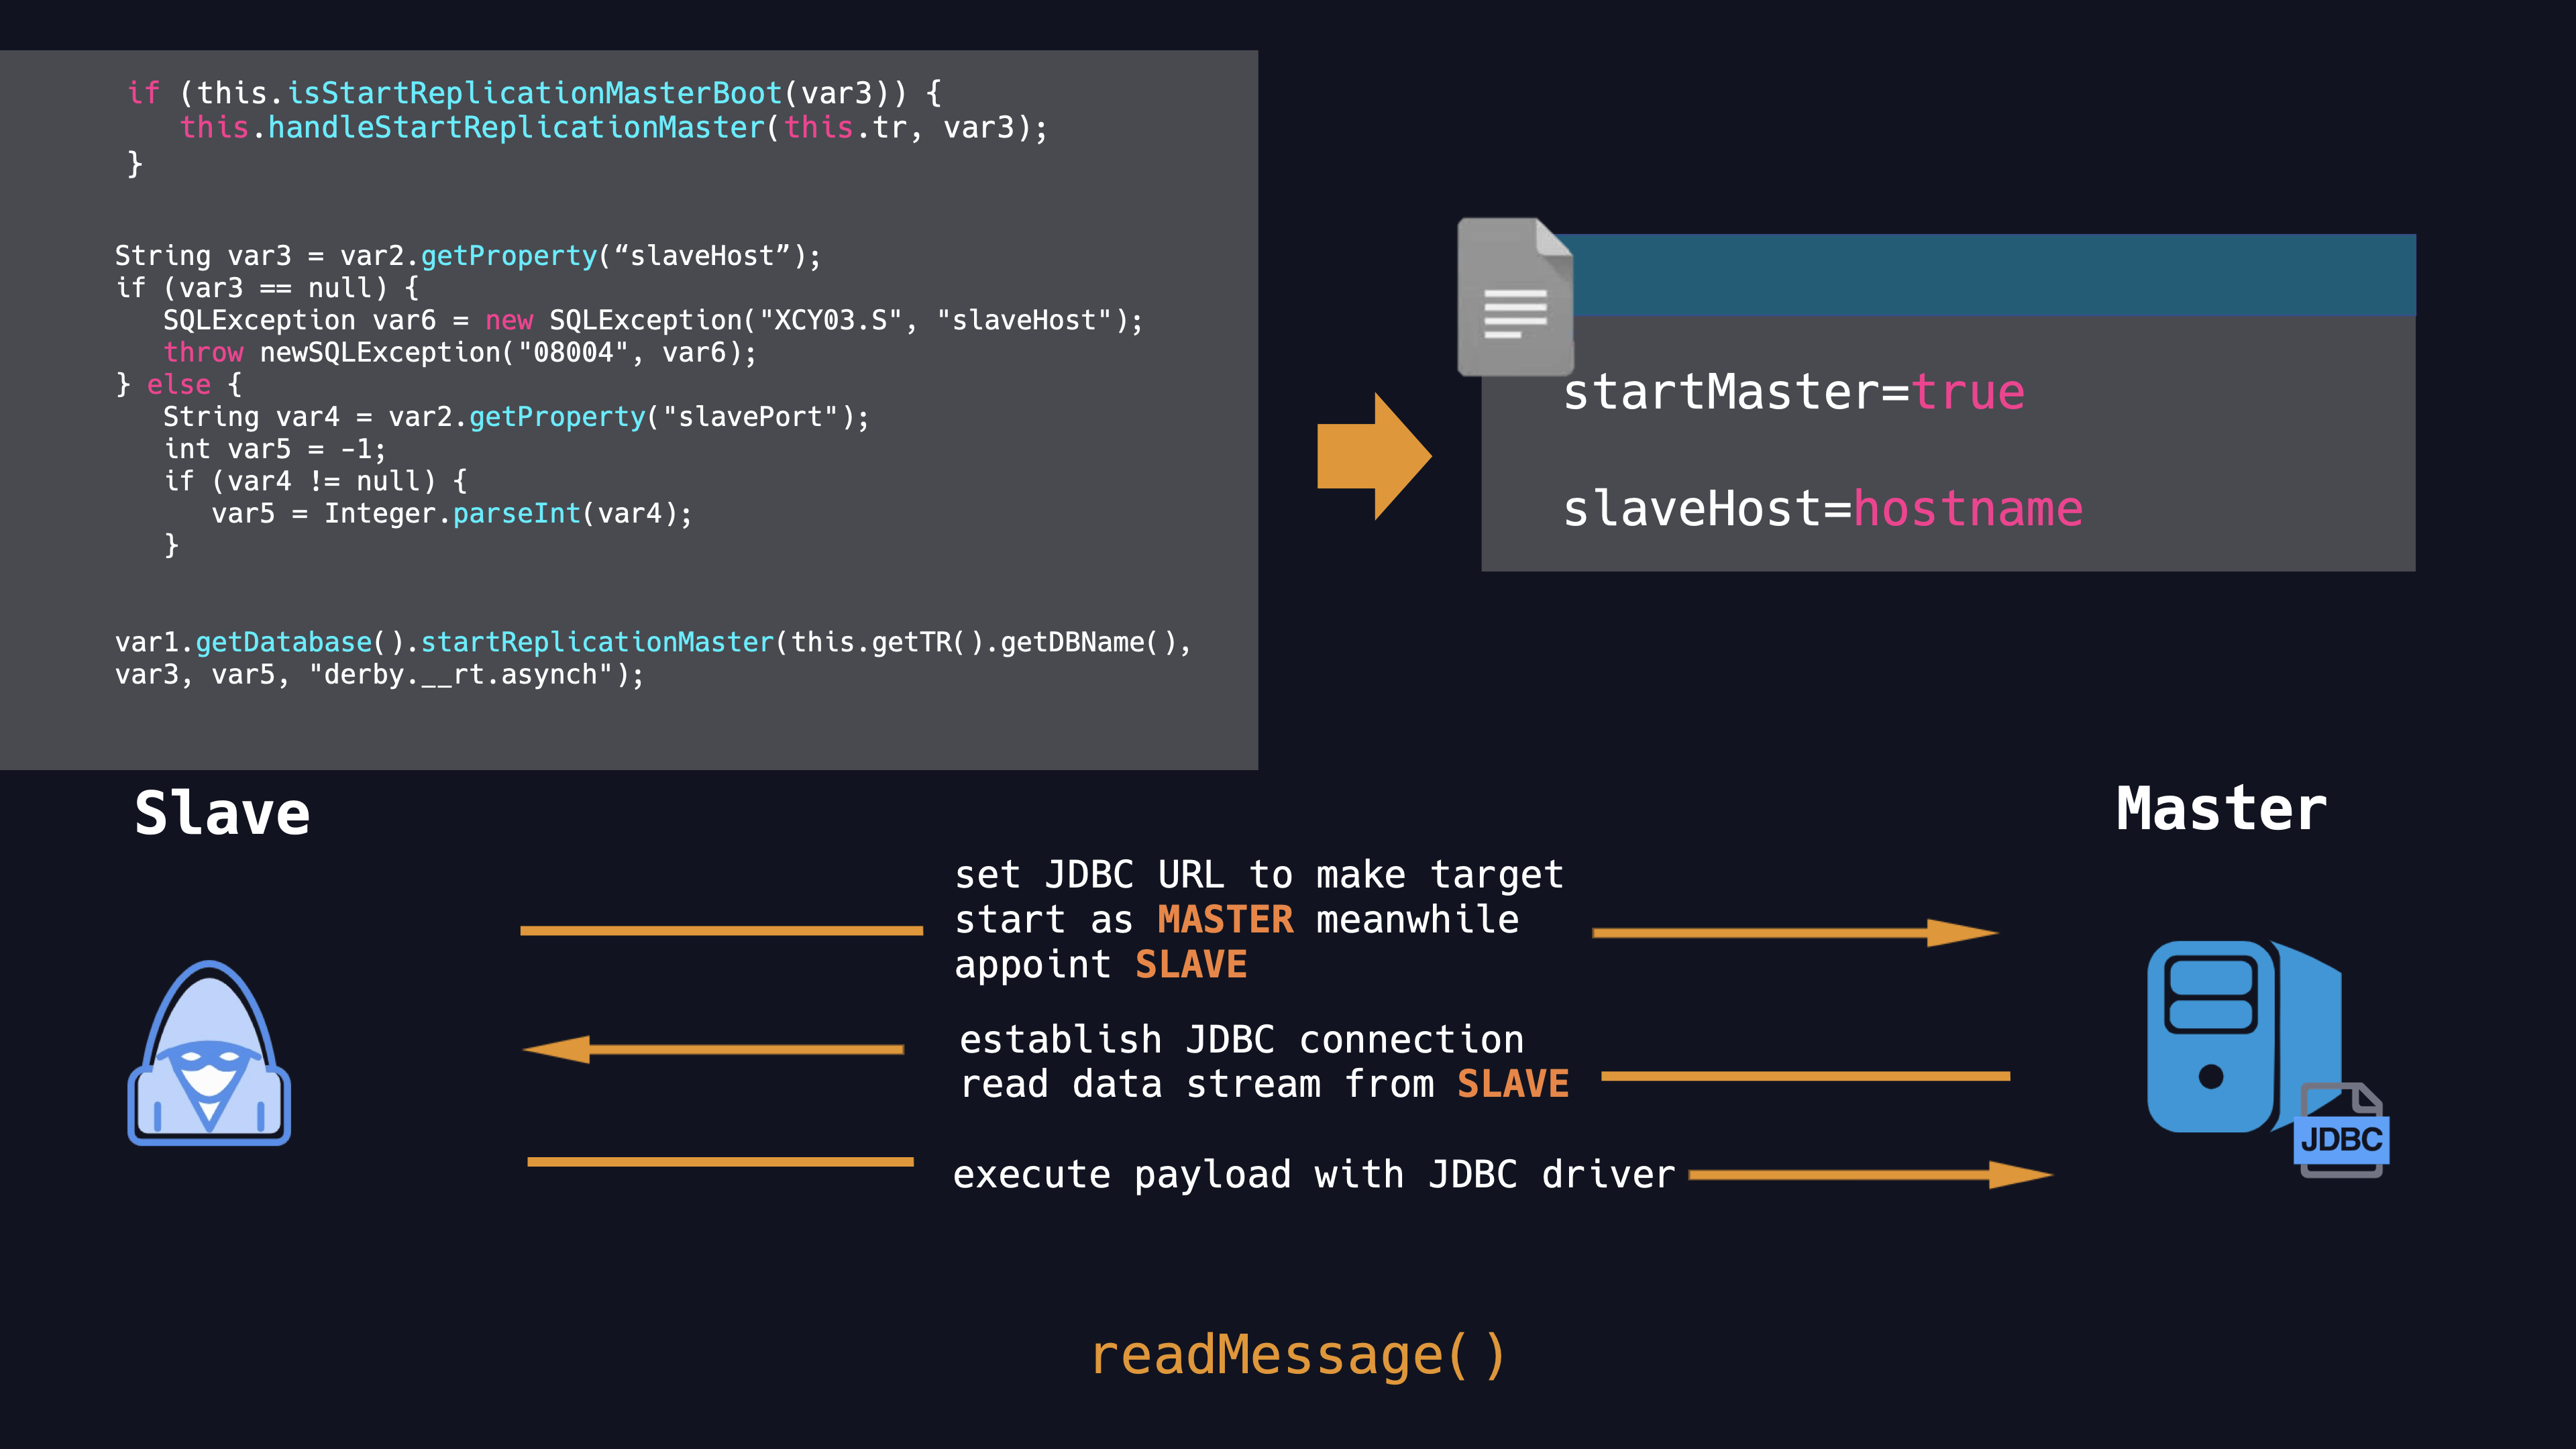 if (this.isStartReplicationMasterBoot(var3)) {
this.handleStartReplicationMaster(this.tr, var3);
}
String var3 = var2.getProperty(“slaveHost”);
if (var3 == null) {
SQLException var6 = new SQLException("XCY03.S", "slaveHost");
throw newSQLException("08004", var6);
} else {
String var4 = var2.getProperty("slavePort");
int var5 = -1;
if (var4 != null) {
var5 = Integer.parseInt(var4);
}
var1.getDatabase().startReplicationMaster(this.getTR().getDBName(),
var3, var5, "derby.__rt.asynch");
startMaster=true
slaveHost=hostname
Slave
Master
set JDBC URL to make target
start as MASTER meanwhile
appoint SLAVE
establish JDBC connection
read data stream from SLAVE
execute payload with JDBC driver
JDBC
readMessage()